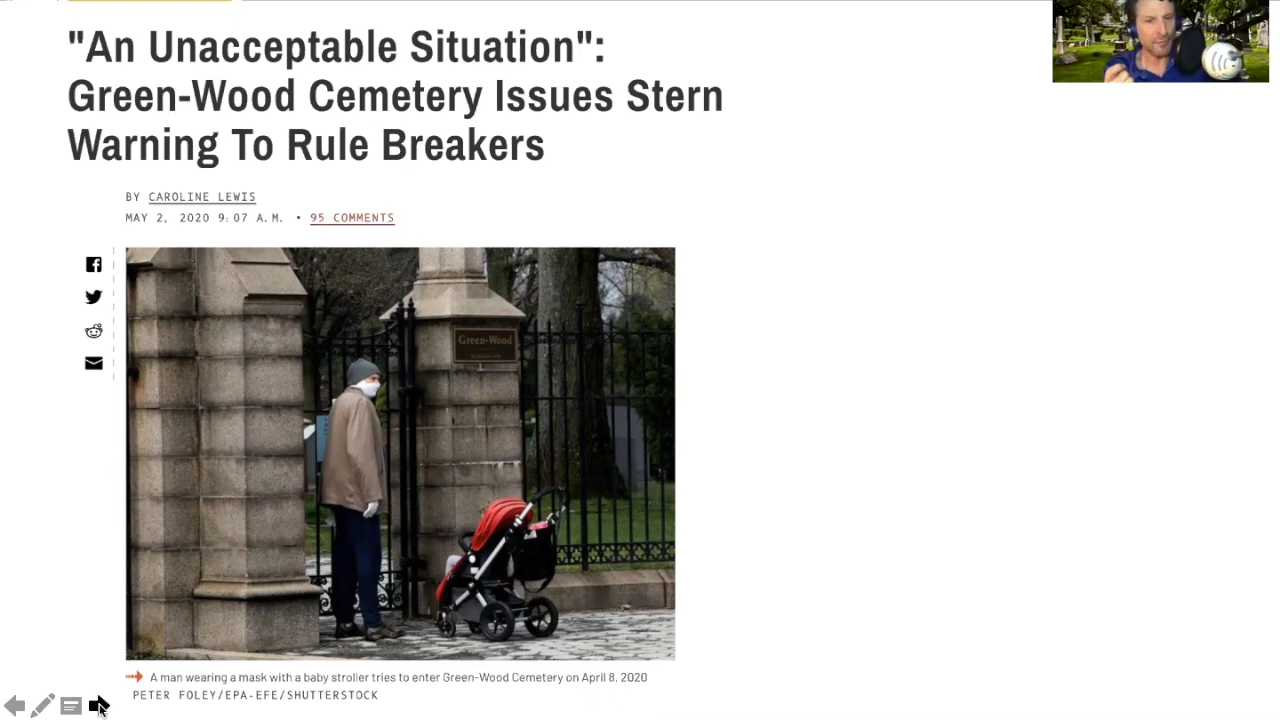 "An Unacceptable Situation":
Green-Wood Cemetery Issues Stern
Warning To Rule Breakers
BY CAROLINE LEWIS
MAY 2, 2020 9:07 A.M. • 95 COMMENTS
Green-Wood
A man wearing a mask with a baby stroller tries to enter Green-Wood Cemetery on April 8, 2020
PETER FOLEY/EPA-EFE/SHUTTERSTOCK